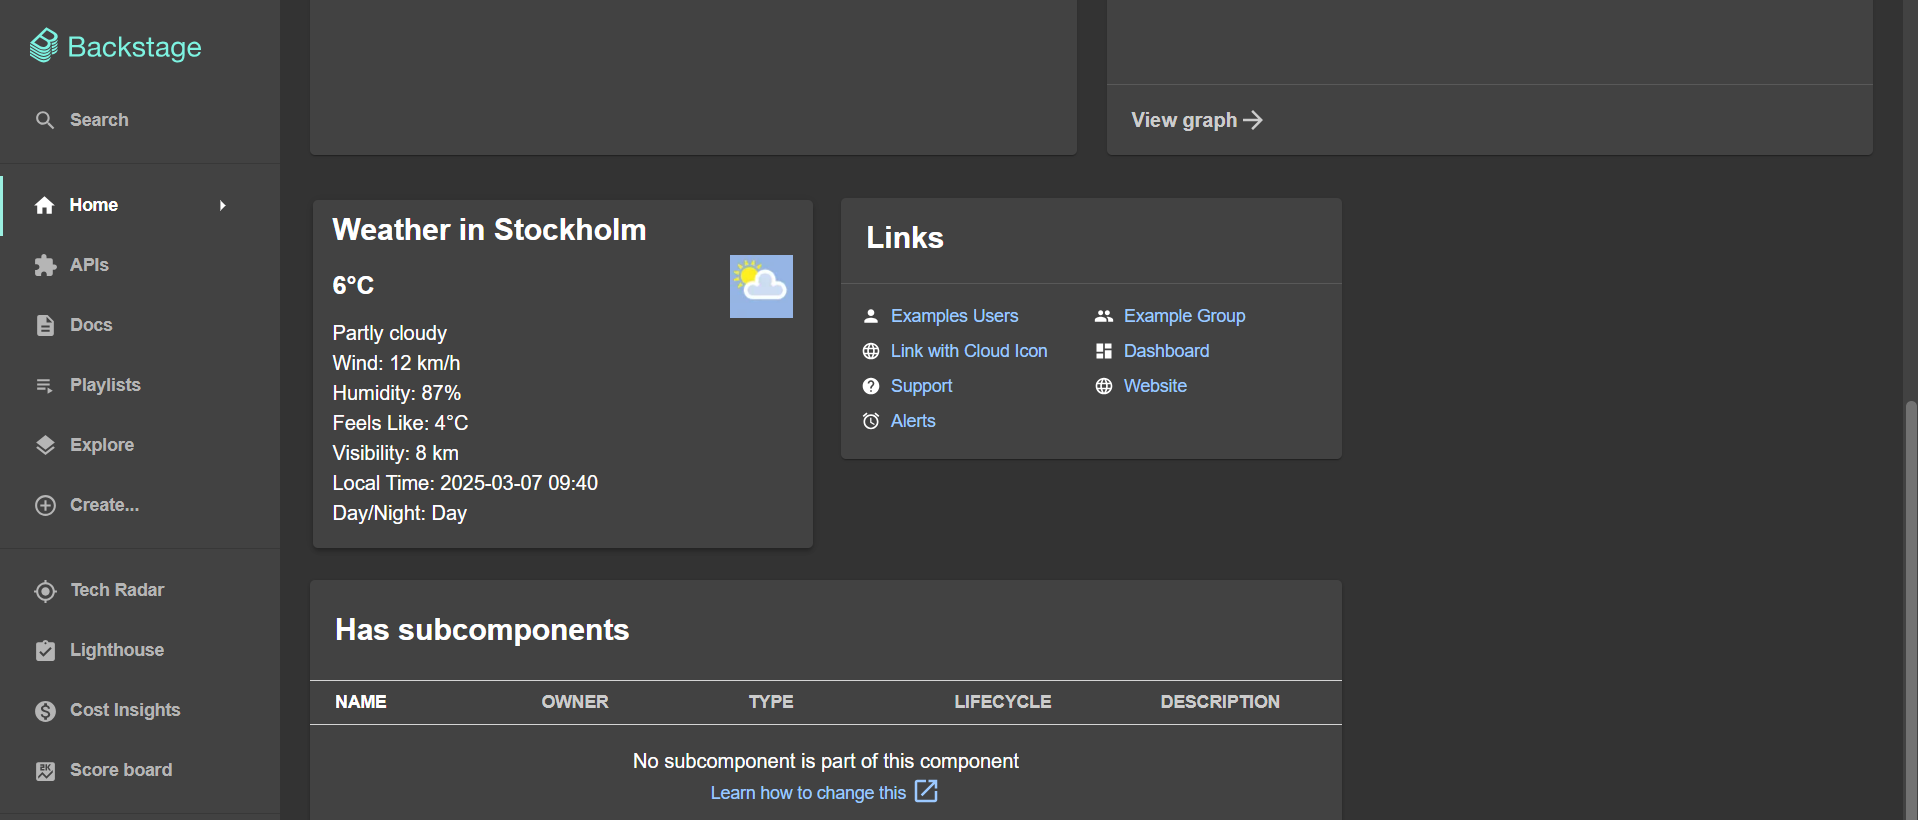 Backstage
Search
Home
APIs
Docs
Playlists
Explore
Create...
Tech Radar
Lighthouse
Cost Insights
Score board
View graph
Weather in Stockholm
6°C
Partly cloudy
Wind: 12 km/h
Humidity: 87%
Feels Like: 4°C
Visibility: 8 km
Local Time: 2025-03-07 09:40
Day/Night: Day
Links
Examples Users
Example Group
Link with Cloud Icon
Dashboard
Support
Website
Alerts
Has subcomponents
NAME OWNER TYPE LIFECYCLE DESCRIPTION
No subcomponent is part of this component
Learn how to change this